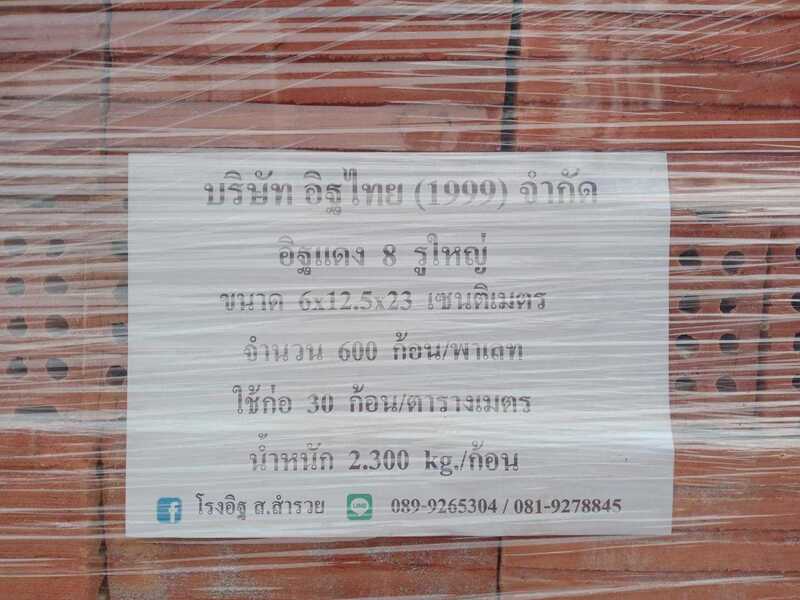 บริษัท อิฐไทย (1999) จำกัด
อิฐแดง 8 รูใหญ่
ขนาด 6x12.5x23 เซนติเมตร
จำนวน 600 ก้อน/พาเลท
ใช้ก่อ 30 ก้อน/ตารางเมตร
น้ำหนัก 2.300 kg./ก้อน
f โรงอิฐ ส.สำรวย LINE 089-9265304 / 081-9278845